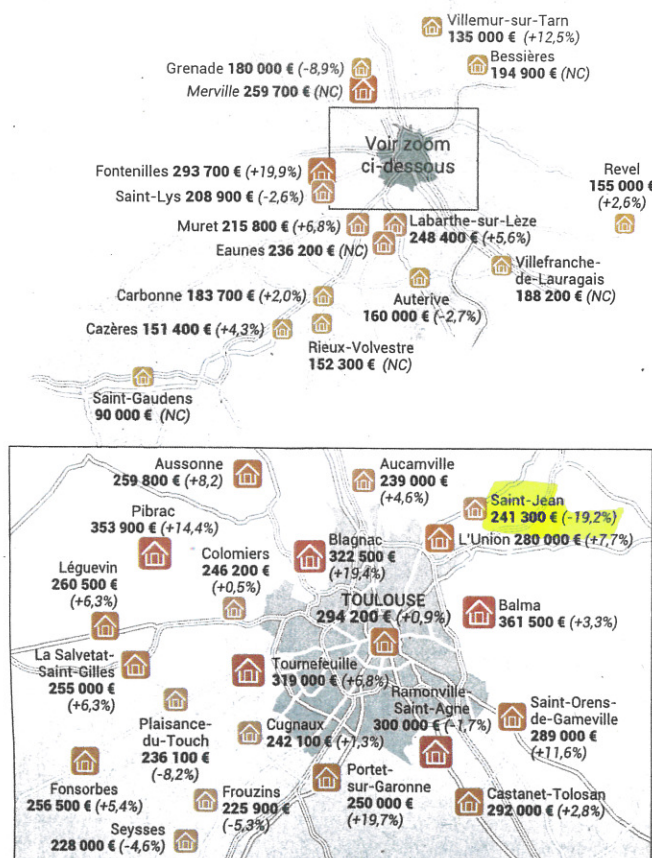 Villemur-sur-Tarn
135 000 € (+12,5%)
Bessières
194 900 € (NC)
Grenade 180 000 € (-8,9%)
Merville 259 700 € (NC)
Voir zoom
ci-dessous
Fontenilles 293 700 € (+19,9%)
Saint-Lys 208 900 € (-2,6%)
Revel
155 000 €
(+2,6%)
Muret 215 800 € (+6,8%)
Labarthe-sur-Lèze
248 400 € (+5,6%)
Eaunes 236 200 € (NC)
Villefranche-
de-Lauragais
188 200 € (NC)
Carbonne 183 700 € (+2,0%)
Auterive
160 000 € (-2,7%)
Cazères 151 400 € (+4,3%)
Rieux-Volvestre
152 300 € (NC)
Saint-Gaudens
90 000 € (NC)
Aussonne
259 800 € (+8,2)
Aucamville
239 000 €
(+4,6%)
Saint-Jean
241 300 € (-19,2%)
Pibrac
353 900 € (+14,4%)
L'Union 280 000 € (+7,7%)
Blagnac
322 500 €
(+19,4%)
Colomiers
246 200 €
(+0,5%)
Léguevin
260 500 €
(+6,3%)
TOULOUSE
294 200 € (+0,9%)
Balma
361 500 € (+3,3%)
La Salvetat-
Saint-Gilles
255 000 €
(+6,3%)
Tournefeuille
319 000 € (+6,8%)
Ramonville-
Saint-Agne
300 000 € (-1,7%)
Saint-Orens-
de-Gameville
289 000 €
(+11,6%)
Plaisance-
du-Touch
236 100 €
(-8,2%)
Cugnaux
242 100 € (+1,3%)
Fonsorbes
256 500 € (+5,4%)
Frouzins
225 900 €
(-5,3%)
Portet-
sur-Garonne
250 000 €
(+19,7%)
Castanet-Tolosan
292 000 € (+2,8%)
Seysses
228 000 € (-4,6%)